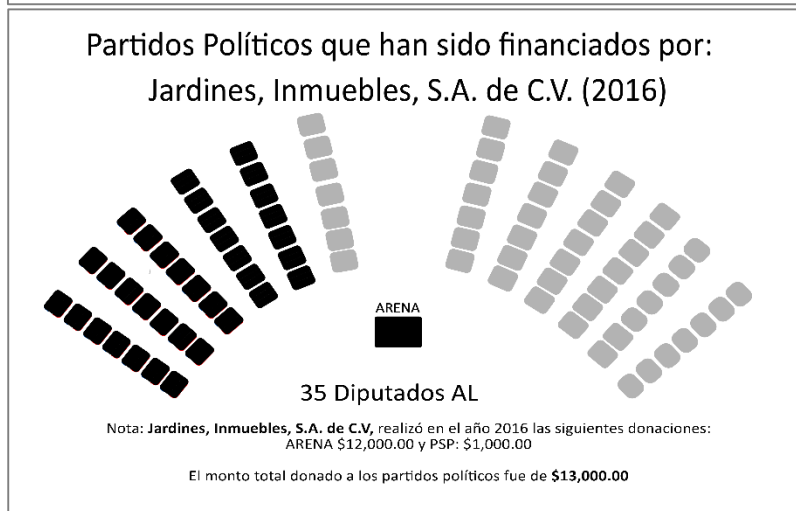 Partidos Políticos que han sido financiados por:
Jardines, Inmuebles, S.A. de C.V. (2016)
ARENA
35 Diputados AL
Nota: Jardines, Inmuebles, S.A. de C.V, realizó en el año 2016 las siguientes donaciones:
ARENA $12,000.00 y PSP: $1,000.00
El monto total donado a los partidos políticos fue de $13,000.00